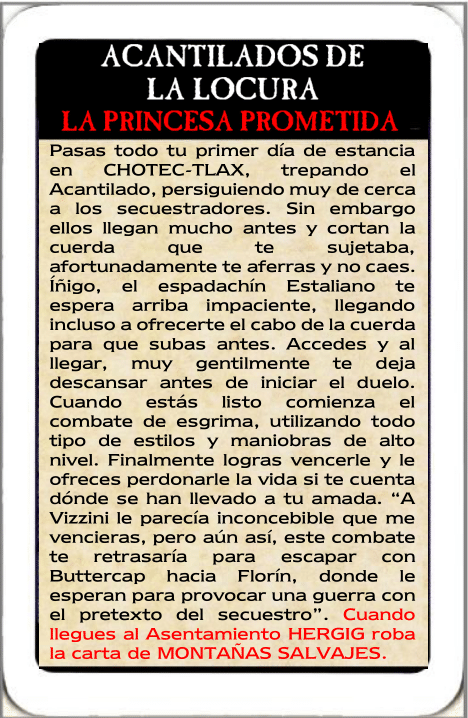 ACANTILADOS DE
LA LOCURA
LA PRINCESA PROMETIDA
Pasas todo tu primer día de estancia
en CHOTEC-TLAX, trepando el
Acantilado, persiguiendo muy de cerca
a los secuestradores. Sin embargo
ellos llegan mucho antes y cortan la
cuerda que te sujetaba,
afortunadamente te aferras y no caes.
Íñigo, el espadachín Estaliano te
espera arriba impaciente, llegando
incluso a ofrecerte el cabo de la cuerda
para que subas antes. Accedes y al
llegar, muy gentilmente te deja
descansar antes de iniciar el duelo.
Cuando estás listo comienza el
combate de esgrima, utilizando todo
tipo de estilos y maniobras de alto
nivel. Finalmente logras vencerle y le
ofreces perdonarle la vida si te cuenta
dónde se han llevado a tu amada. “A
Vizzini le parecía inconcebible que me
vencieras, pero aún así, este combate
te retrasaría para escapar con
Buttercap hacia Florín, donde le
esperan para provocar una guerra con
el pretexto del secuestro”. Cuando
llegues al Asentamiento HERGIG roba
la carta de MONTAÑAS SALVAJES.